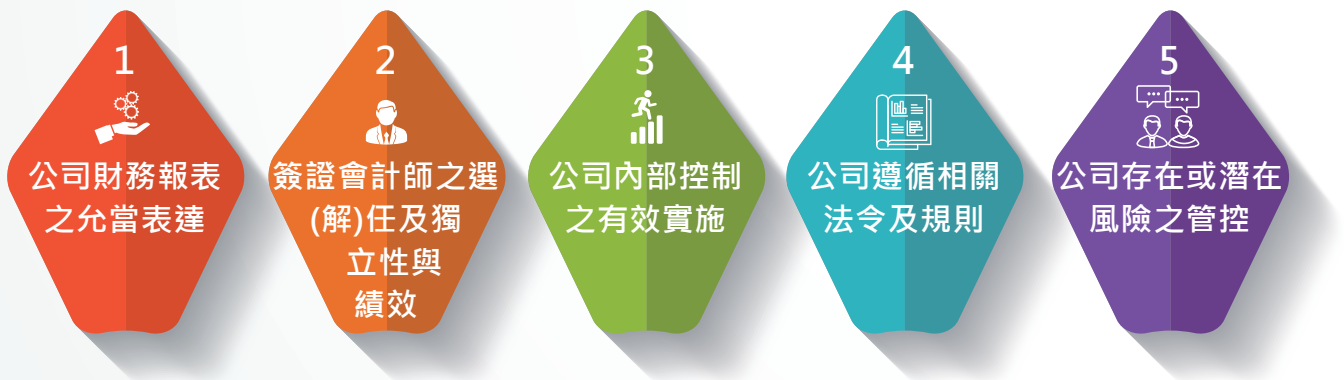 1
公司財務報表
之允當表達
2
簽證會計師之選
(解)任及獨
立性與
績效
3
公司內部控制
之有效實施
4
公司遵循相關
法令及規則
5
公司存在或潛在
風險之管控